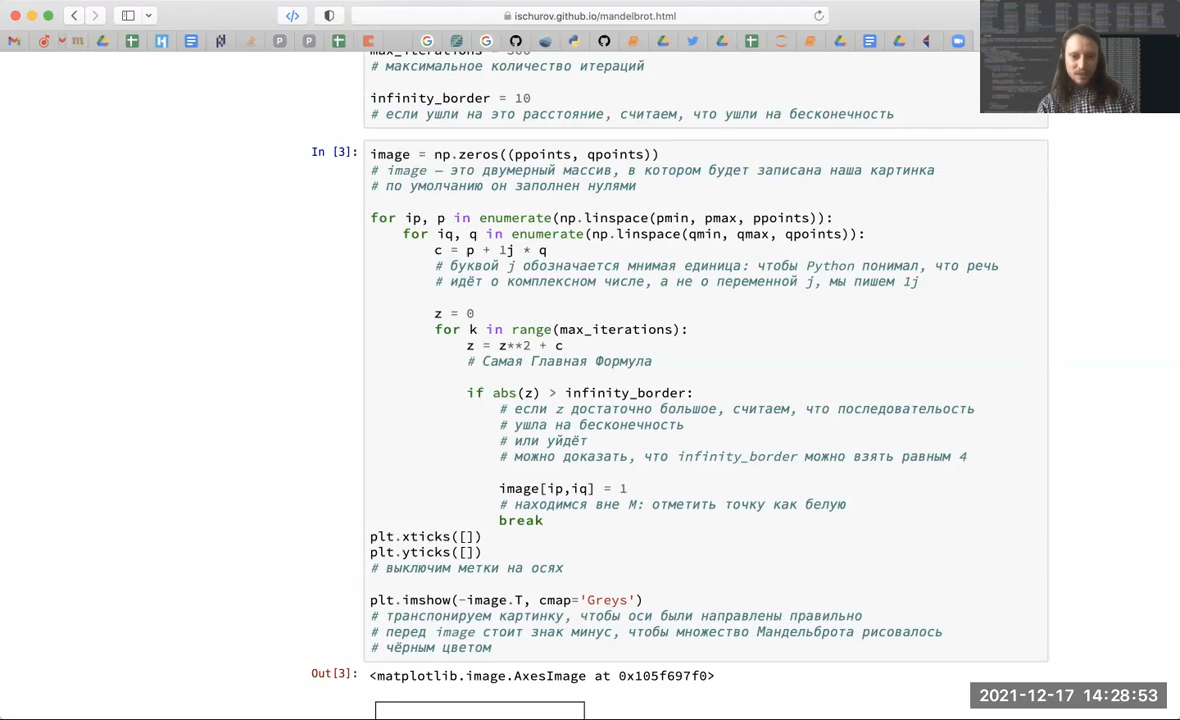 ischurov.github.io/mandelbrot.html
# максимальное количество итераций
infinity_border = 10
# если ушли на это расстояние, считаем, что ушли на бесконечность
In [3]:
image = np.zeros((ppoints, qpoints))
# image — это двумерный массив, в котором будет записана наша картинка
# по умолчанию он заполнен нулями
for ip, p in enumerate(np.linspace(pmin, pmax, ppoints)):
for iq, q in enumerate(np.linspace(qmin, qmax, qpoints)):
c = p + 1j * q
# буквой j обозначается мнимая единица: чтобы Python понимал, что речь
# идёт о комплексном числе, а не о переменной j, мы пишем 1j
z = 0
for k in range(max_iterations):
z = z**2 + c
# Самая Главная Формула
if abs(z) > infinity_border:
# если z достаточно большое, считаем, что последовательость
# ушла на бесконечность
# или уйдёт
# можно доказать, что infinity_border можно взять равным 4
image[ip,iq] = 1
# находимся вне M: отметить точку как белую
break
plt.xticks([])
plt.yticks([])
# выключим метки на осях
plt.imshow(-image.T, cmap='Greys')
# транспонируем картинку, чтобы оси были направлены правильно
# перед image стоит знак минус, чтобы множество Мандельброта рисовалось
# чёрным цветом
Out[3]:
<matplotlib.image.AxesImage at 0x105f697f0>
2021-12-17 14:28:53